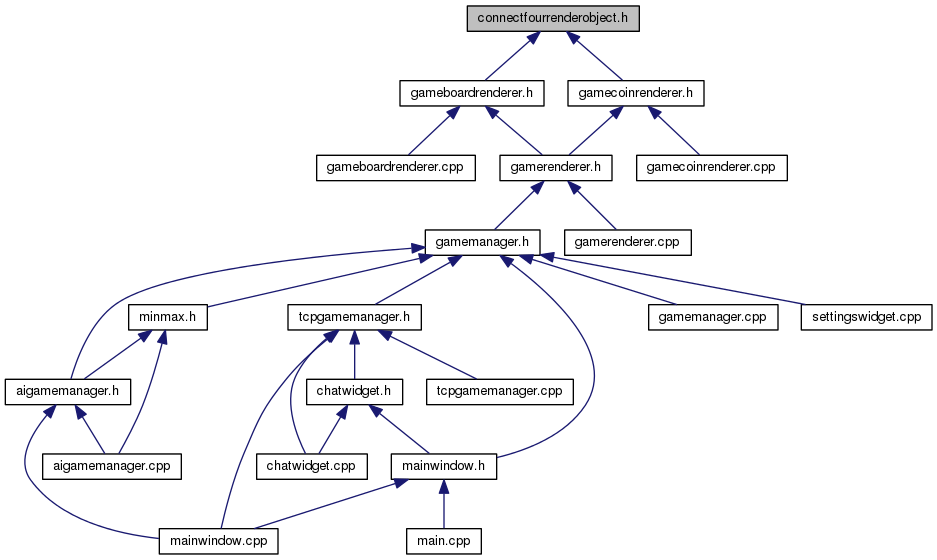 connectfourrenderobject.h
gameboardrenderer.h
gamecoinrenderer.h
gameboardrenderer.cpp
gamerenderer.h
gamecoinrenderer.cpp
gamemanager.h
gamerenderer.cpp
minmax.h
tcpgamemanager.h
gamemanager.cpp
settingswidget.cpp
aigamemanager.h
chatwidget.h
tcpgamemanager.cpp
aigamemanager.cpp
chatwidget.cpp
mainwindow.h
mainwindow.cpp
main.cpp